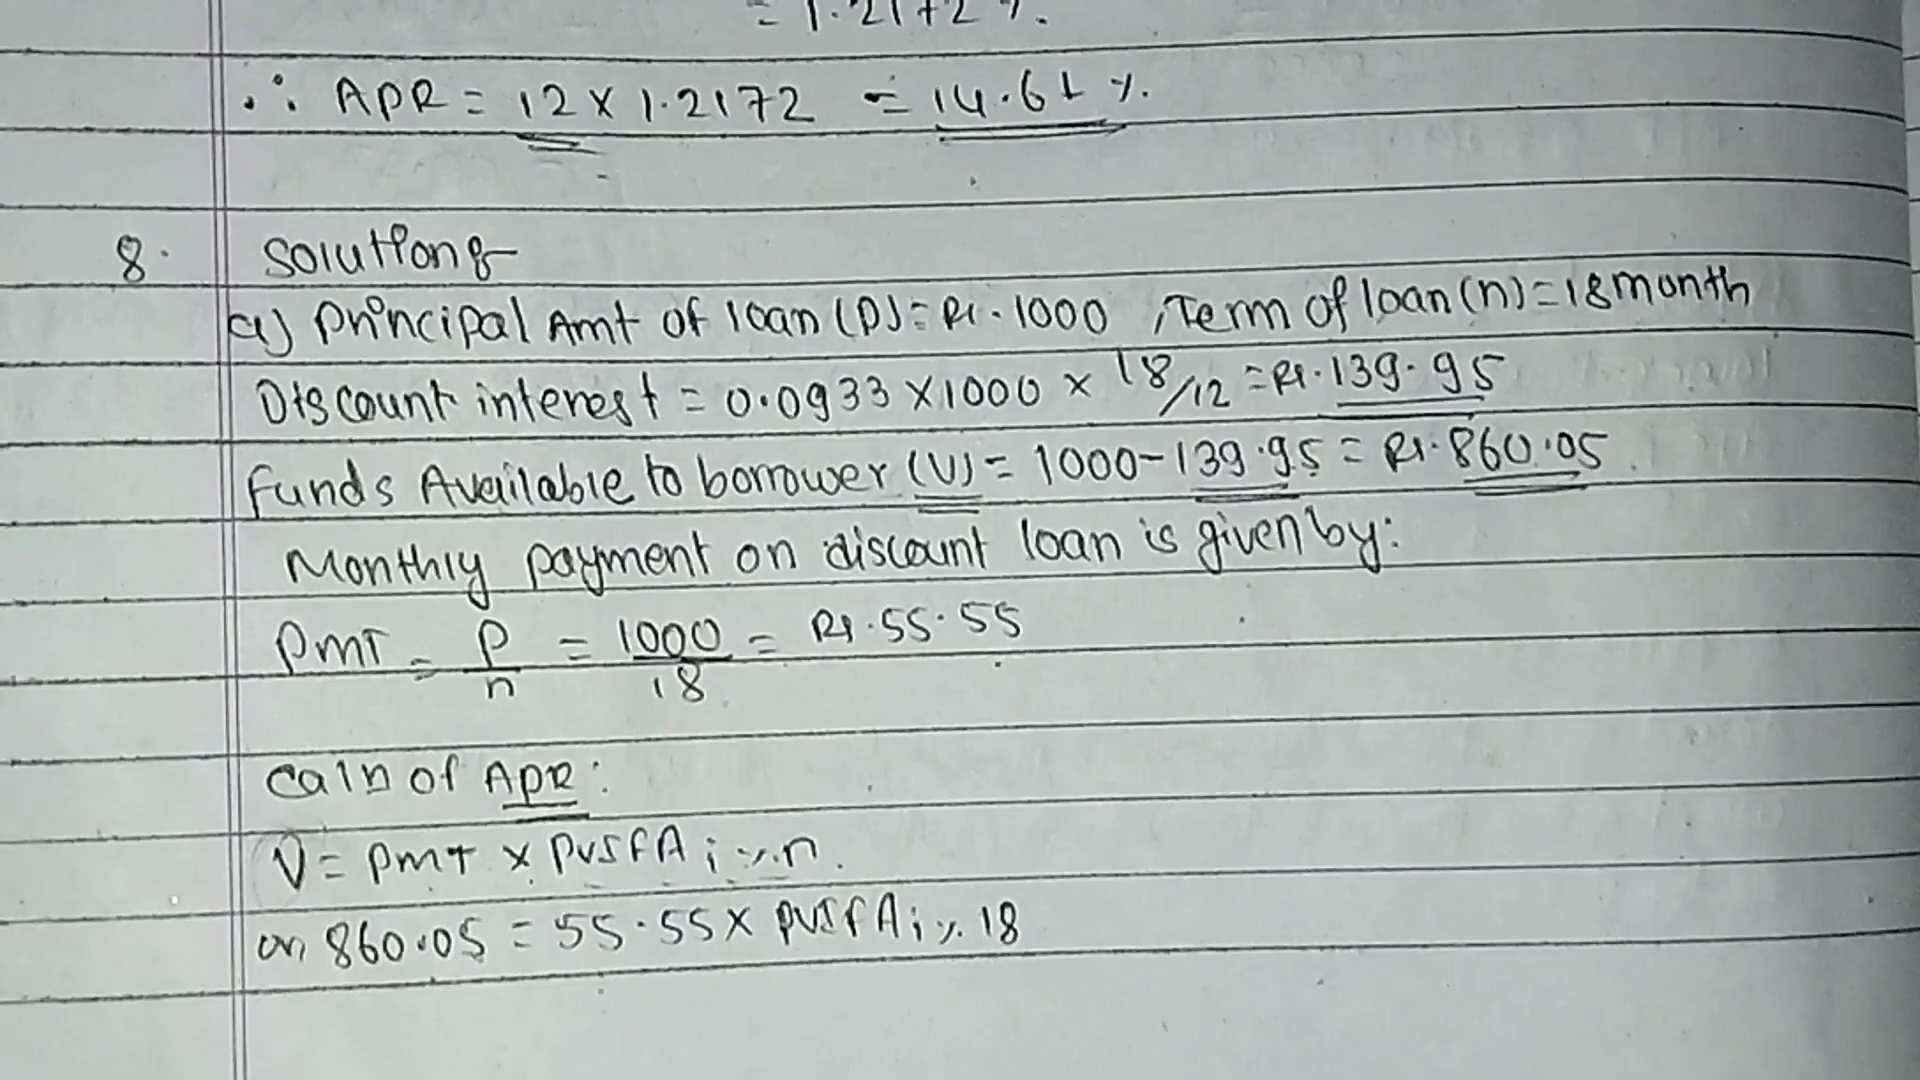 = 1.2172 %.
∴ APR = 12 × 1.2172 = 14.61 %.
8. Solution:-
a) Principal Amt of loan (P) = Rs. 1000, Term of loan (n) = 18 month
Discount interest = 0.0933 × 1000 × 18/12 = Rs. 139.95
Funds Available to borrower (V) = 1000 - 139.95 = Rs. 860.05
Monthly payment on discount loan is given by:
PMT = P/n = 1000/18 = Rs. 55.55
Caln of APR:
V = Pmt × PVIFA i%.n.
or, 860.05 = 55.55 × PVIFA i%. 18